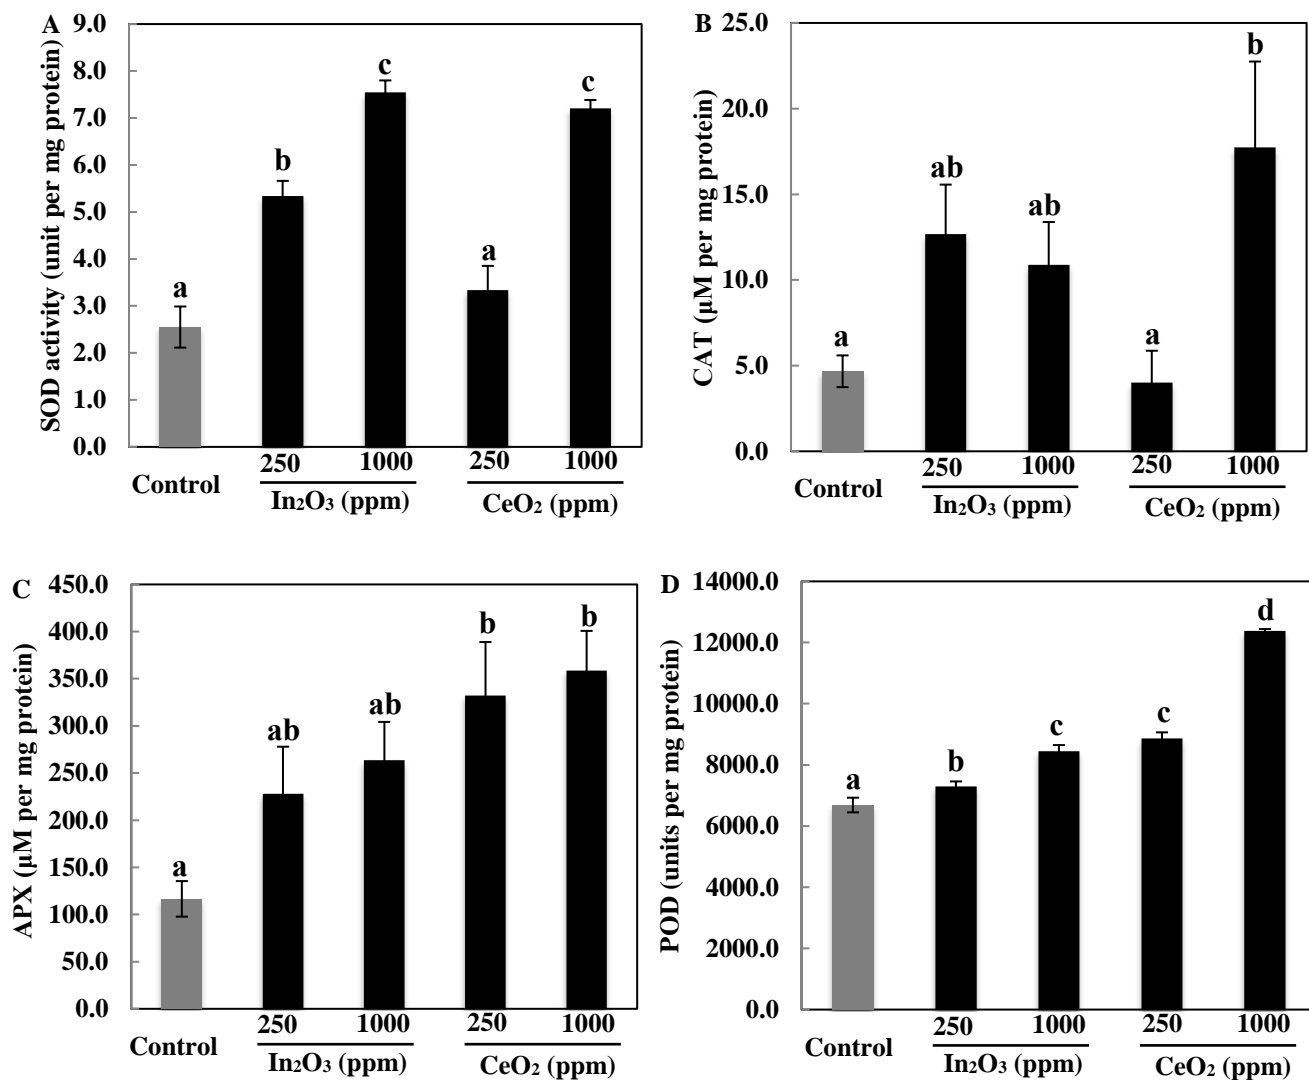 A
SOD activity (unit per mg protein)
9.0
8.0
7.0
6.0
5.0
4.0
3.0
2.0
1.0
0.0
a
b
c
a
c
250
1000
250
1000
Control
In₂O₃ (ppm)
CeO₂ (ppm)
B
CAT (µM per mg protein)
25.0
20.0
15.0
10.0
5.0
0.0
a
ab
ab
a
b
250
1000
250
1000
Control
In₂O₃ (ppm)
CeO₂ (ppm)
C
APX (µM per mg protein)
450.0
400.0
350.0
300.0
250.0
200.0
150.0
100.0
50.0
0.0
a
ab
ab
b
b
250
1000
250
1000
Control
In₂O₃ (ppm)
CeO₂ (ppm)
D
POD (units per mg protein)
14000.0
12000.0
10000.0
8000.0
6000.0
4000.0
2000.0
0.0
a
b
c
c
d
250
1000
250
1000
Control
In₂O₃ (ppm)
CeO₂ (ppm)